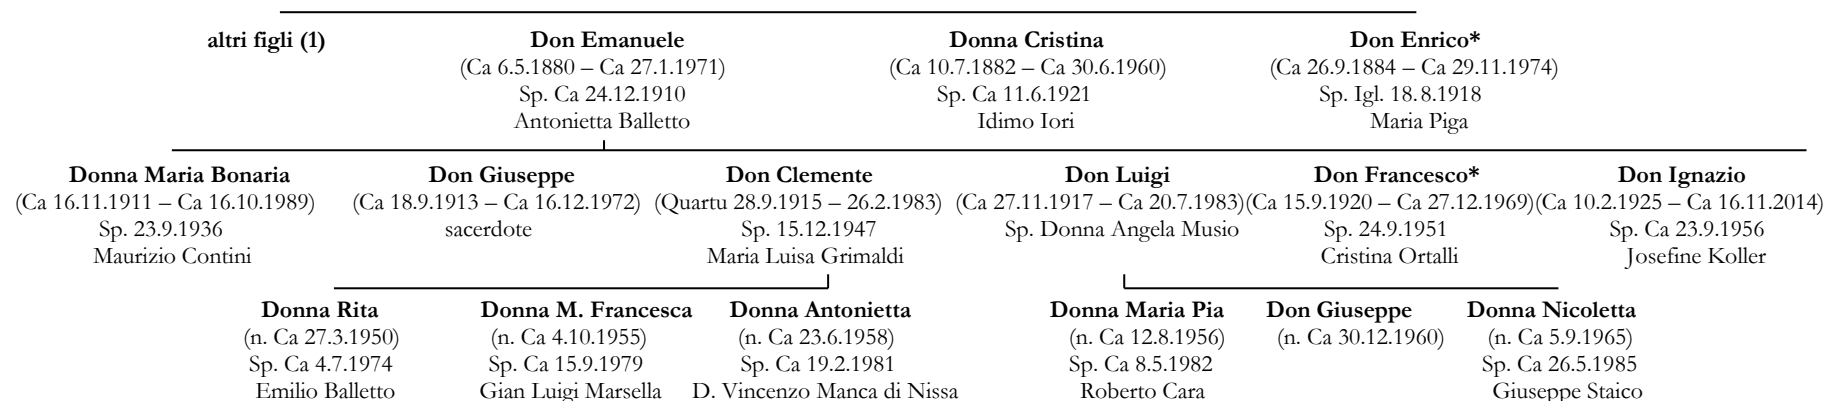 altri figli (1) Don Emanuele Donna Cristina Don Enrico*
(Ca 6.5.1880 – Ca 27.1.1971) (Ca 10.7.1882 – Ca 30.6.1960) (Ca 26.9.1884 – Ca 29.11.1974)
Sp. Ca 24.12.1910 Sp. Ca 11.6.1921 Sp. Igl. 18.8.1918
Antonietta Balletto Idimo Iori Maria Piga
Donna Maria Bonaria Don Giuseppe Don Clemente Don Luigi Don Francesco* Don Ignazio
(Ca 16.11.1911 – Ca 16.10.1989) (Ca 18.9.1913 – Ca 16.12.1972) (Quartu 28.9.1915 – 26.2.1983) (Ca 27.11.1917 – Ca 20.7.1983) (Ca 15.9.1920 – Ca 27.12.1969) (Ca 10.2.1925 – Ca 16.11.2014)
Sp. 23.9.1936 sacerdote Sp. 15.12.1947 Sp. Donna Angela Musio Sp. 24.9.1951 Sp. Ca 23.9.1956
Maurizio Contini Maria Luisa Grimaldi Cristina Ortalli Josefine Koller
Donna Rita Donna M. Francesca Donna Antonietta Donna Maria Pia Don Giuseppe Donna Nicoletta
(n. Ca 27.3.1950) (n. Ca 4.10.1955) (n. Ca 23.6.1958) (n. Ca 12.8.1956) (n. Ca 30.12.1960) (n. Ca 5.9.1965)
Sp. Ca 4.7.1974 Sp. Ca 15.9.1979 Sp. Ca 19.2.1981 Sp. Ca 8.5.1982 Sp. Ca 26.5.1985
Emilio Balletto Gian Luigi Marsella D. Vincenzo Manca di Nissa Roberto Cara Giuseppe Staico